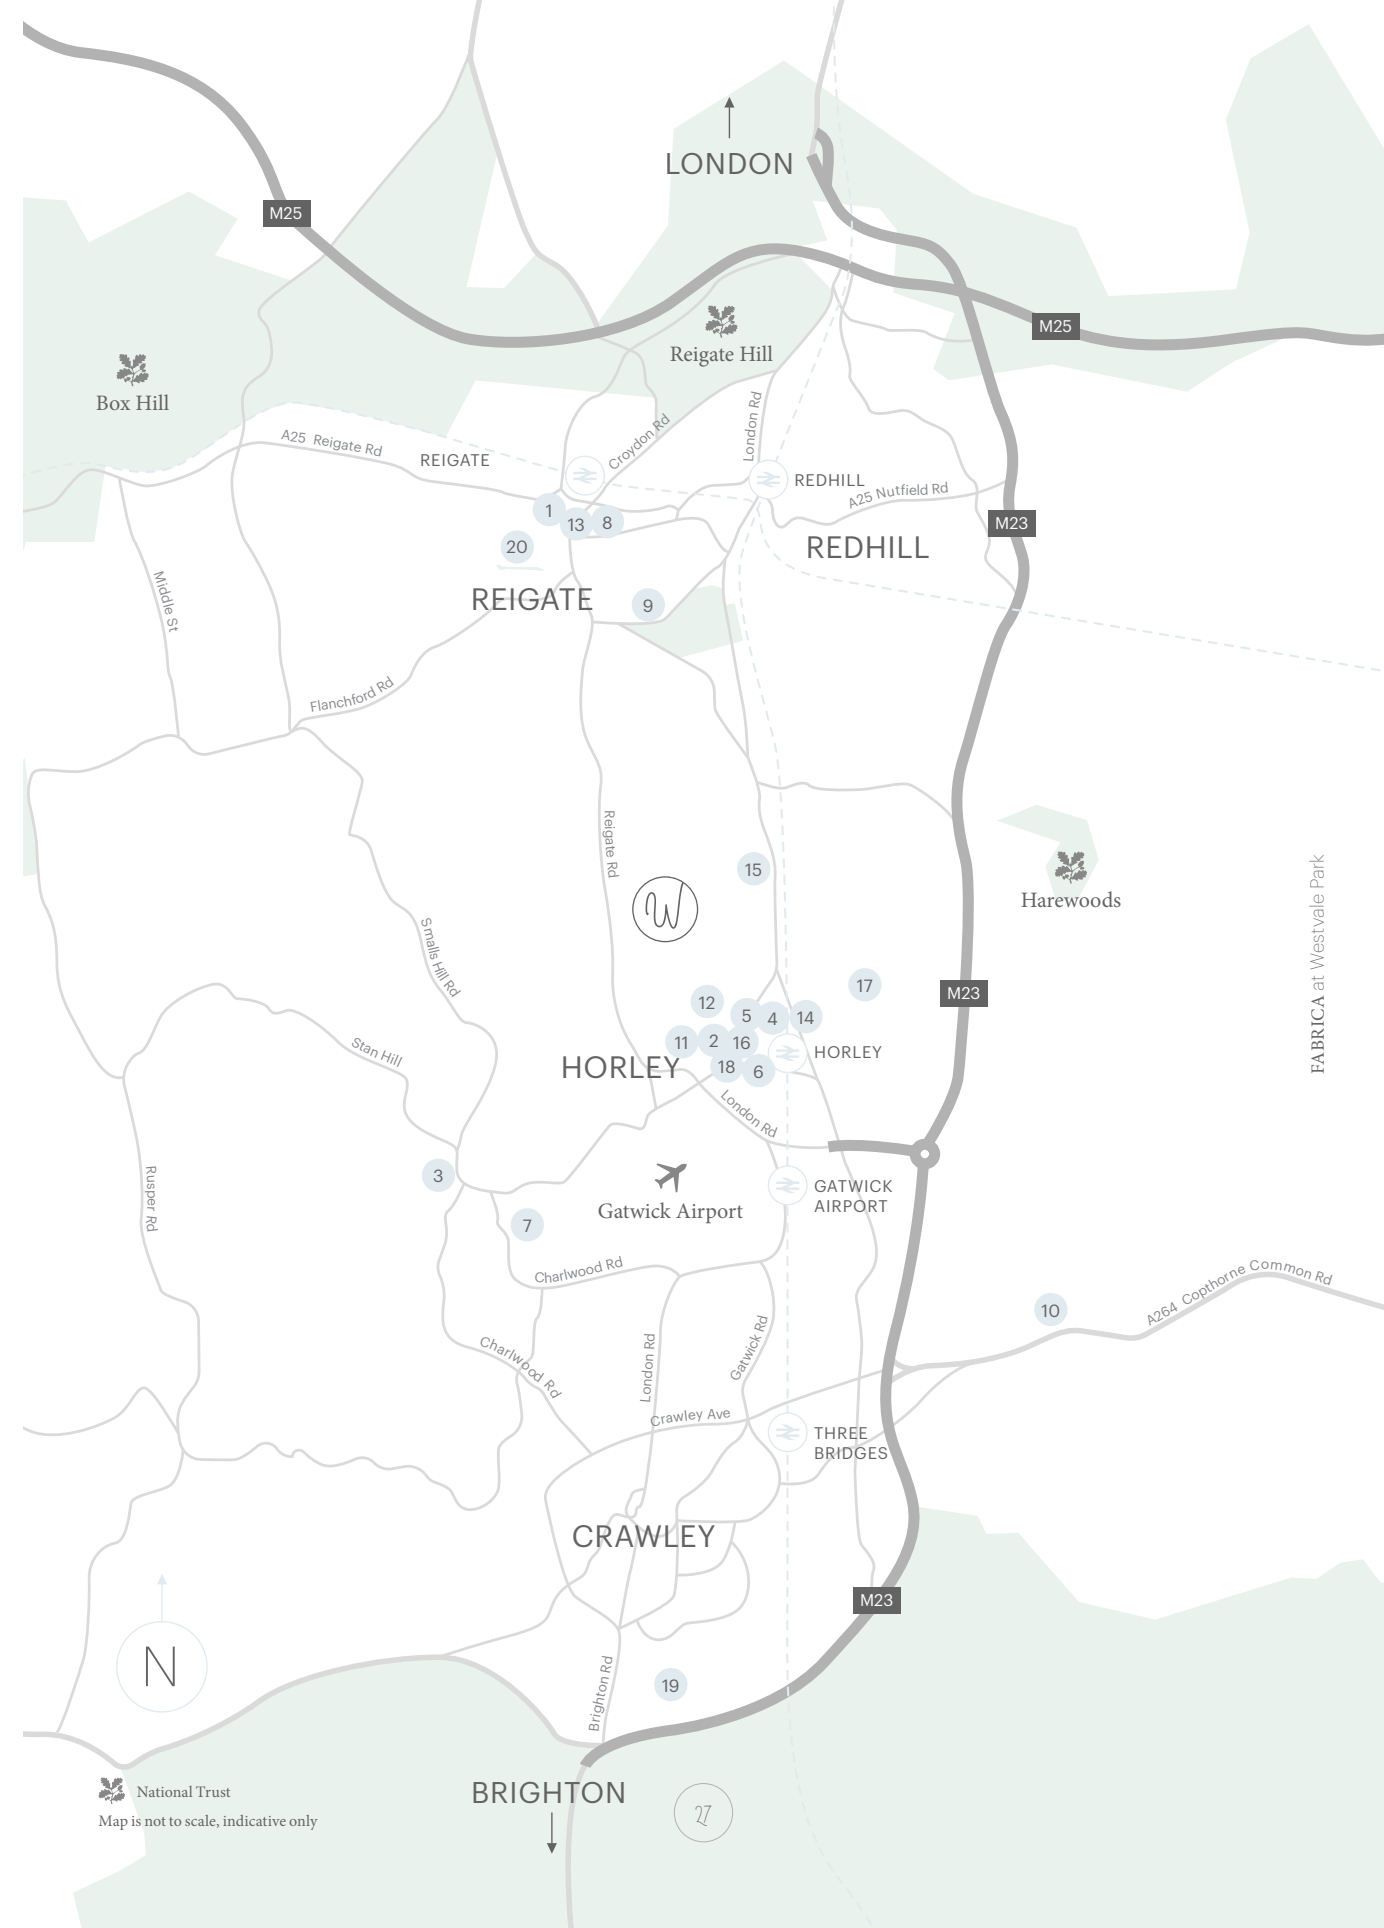 LONDON
M25
M25
Reigate Hill
Box Hill
London Rd
Croydon Rd
A25 Reigate Rd
REIGATE
REDHILL
A25 Nutfield Rd
1
13
8
M23
20
REDHILL
Middle St
REIGATE
9
Flanchford Rd
Reigate Rd
15
W
Harewoods
FABRICA at Westvale Park
Smalls Hill Rd
17
M23
12
5
4
14
11
2
16
Stan Hill
HORLEY
HORLEY
18
6
London Rd
3
Rusper Rd
GATWICK
AIRPORT
Gatwick Airport
7
Charlwood Rd
A264 Copthorne Common Rd
10
Charlwood Rd
London Rd
Gatwick Rd
Crawley Ave
THREE
BRIDGES
CRAWLEY
M23
N
19
Brighton Rd
National Trust
BRIGHTON
27
Map is not to scale, indicative only